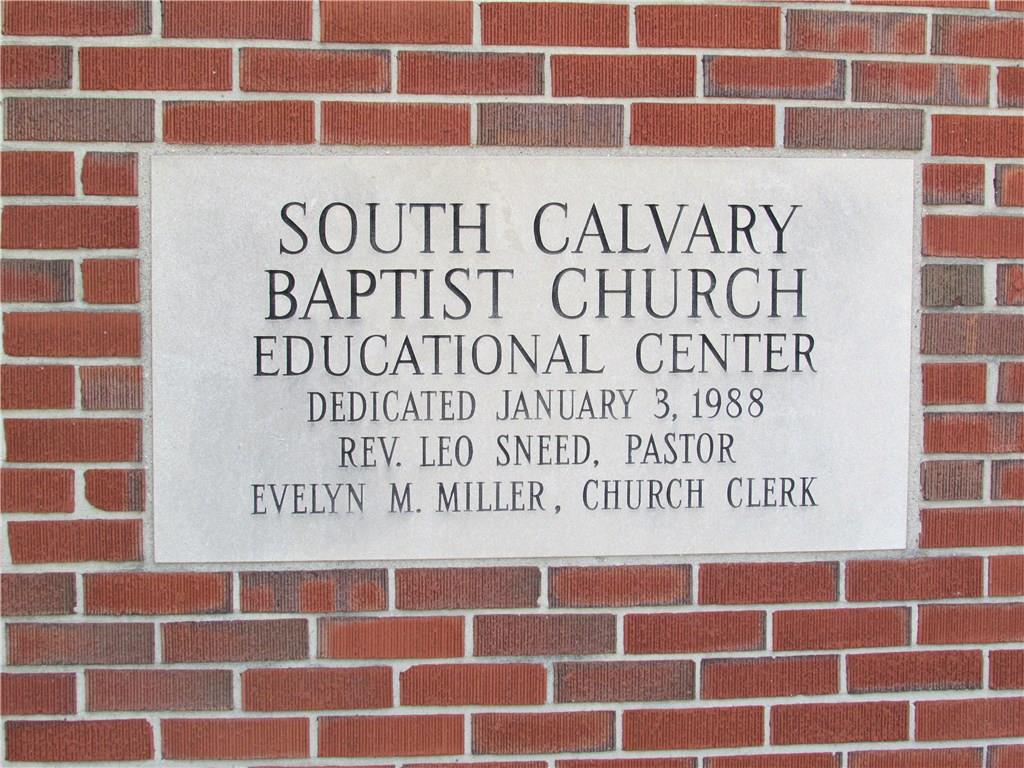 SOUTH CALVARY
BAPTIST CHURCH
EDUCATIONAL CENTER
DEDICATED JANUARY 3, 1988
REV. LEO SNEED, PASTOR
EVELYN M. MILLER, CHURCH CLERK